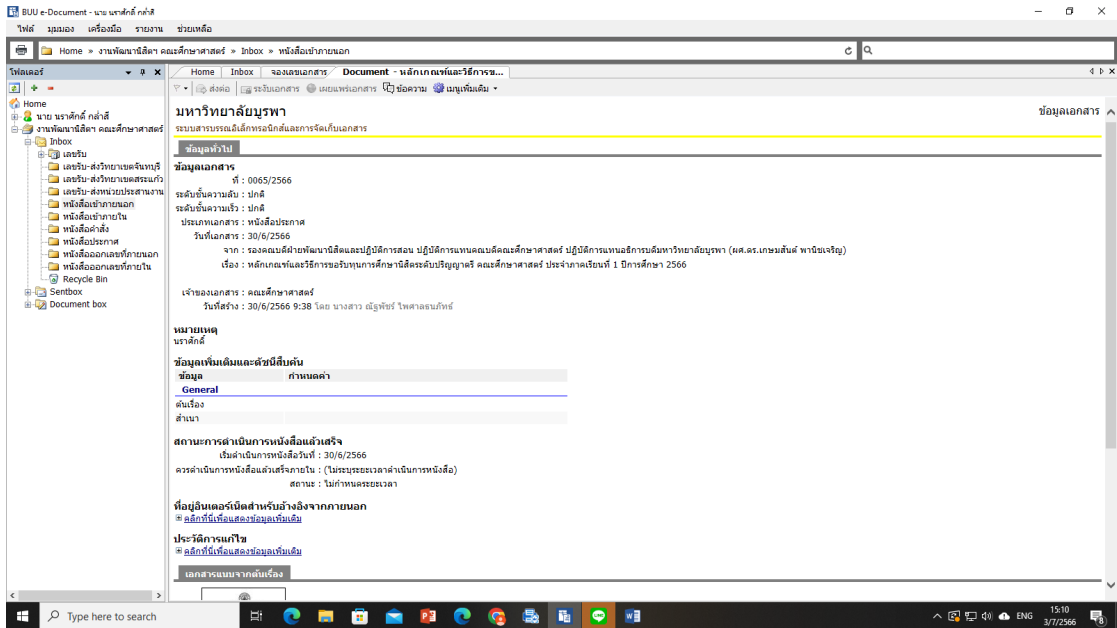 BUU e-Document - นาย นราศักดิ์ กล่ำสี
ไฟล์ มุมมอง เครื่องมือ รายงาน ช่วยเหลือ
Home » งานพัฒนานิสิตฯ คณะศึกษาศาสตร์ » Inbox » หนังสือเข้าภายนอก
โฟลเดอร์
Home Inbox จองเลขเอกสาร Document - หลักเกณฑ์และวิธีการข...
ส่งต่อ ระงับเอกสาร เผยแพร่เอกสาร ข้อความ เมนูเพิ่มเติม
Home
นาย นราศักดิ์ กล่ำสี
งานพัฒนานิสิตฯ คณะศึกษาศาสตร์
Inbox
เลขรับ
เลขรับ-ส่งวิทยาเขตจันทบุรี
เลขรับ-ส่งวิทยาเขตสระแก้ว
เลขรับ-ส่งหน่วยประสานงาน
หนังสือเข้าภายนอก
หนังสือเข้าภายใน
หนังสือคำสั่ง
หนังสือประกาศ
หนังสือออกเลขที่ภายนอก
หนังสือออกเลขที่ภายใน
Recycle Bin
Sentbox
Document box
มหาวิทยาลัยบูรพา
ข้อมูลเอกสาร
ระบบสารบรรณอิเล็กทรอนิกส์และการจัดเก็บเอกสาร
ข้อมูลทั่วไป
ข้อมูลเอกสาร
ที่ : 0065/2566
ระดับชั้นความลับ : ปกติ
ระดับชั้นความเร็ว : ปกติ
ประเภทเอกสาร : หนังสือประกาศ
วันที่เอกสาร : 30/6/2566
จาก : รองคณบดีฝ่ายพัฒนานิสิตและปฏิบัติการสอน ปฏิบัติการแทนคณบดีคณะศึกษาศาสตร์ ปฏิบัติการแทนอธิการบดีมหาวิทยาลัยบูรพา (ผศ.ดร.เกษมสันต์ พานิชเจริญ)
เรื่อง : หลักเกณฑ์และวิธีการขอรับทุนการศึกษานิสิตระดับปริญญาตรี คณะศึกษาศาสตร์ ประจำภาคเรียนที่ 1 ปีการศึกษา 2566
เจ้าของเอกสาร : คณะศึกษาศาสตร์
วันที่สร้าง : 30/6/2566 9:38 โดย นางสาว ณัฐพัชร์ ไพศาลธนภัทธ์
หมายเหตุ
นราศักดิ์
ข้อมูลเพิ่มเติมและดัชนีสืบค้น
ข้อมูล กำหนดค่า
General
ต้นเรื่อง
สำเนา
สถานะการดำเนินการหนังสือแล้วเสร็จ
เริ่มดำเนินการหนังสือวันที่ : 30/6/2566
ควรดำเนินการหนังสือแล้วเสร็จภายใน : (ไม่ระบุระยะเวลาดำเนินการหนังสือ)
สถานะ : ไม่กำหนดระยะเวลา
ที่อยู่อินเตอร์เน็ตสำหรับอ้างอิงจากภายนอก
คลิกที่นี่เพื่อแสดงข้อมูลเพิ่มเติม
ประวัติการแก้ไข
คลิกที่นี่เพื่อแสดงข้อมูลเพิ่มเติม
เอกสารแนบจากต้นเรื่อง
Type here to search
ENG
15:10
3/7/2566